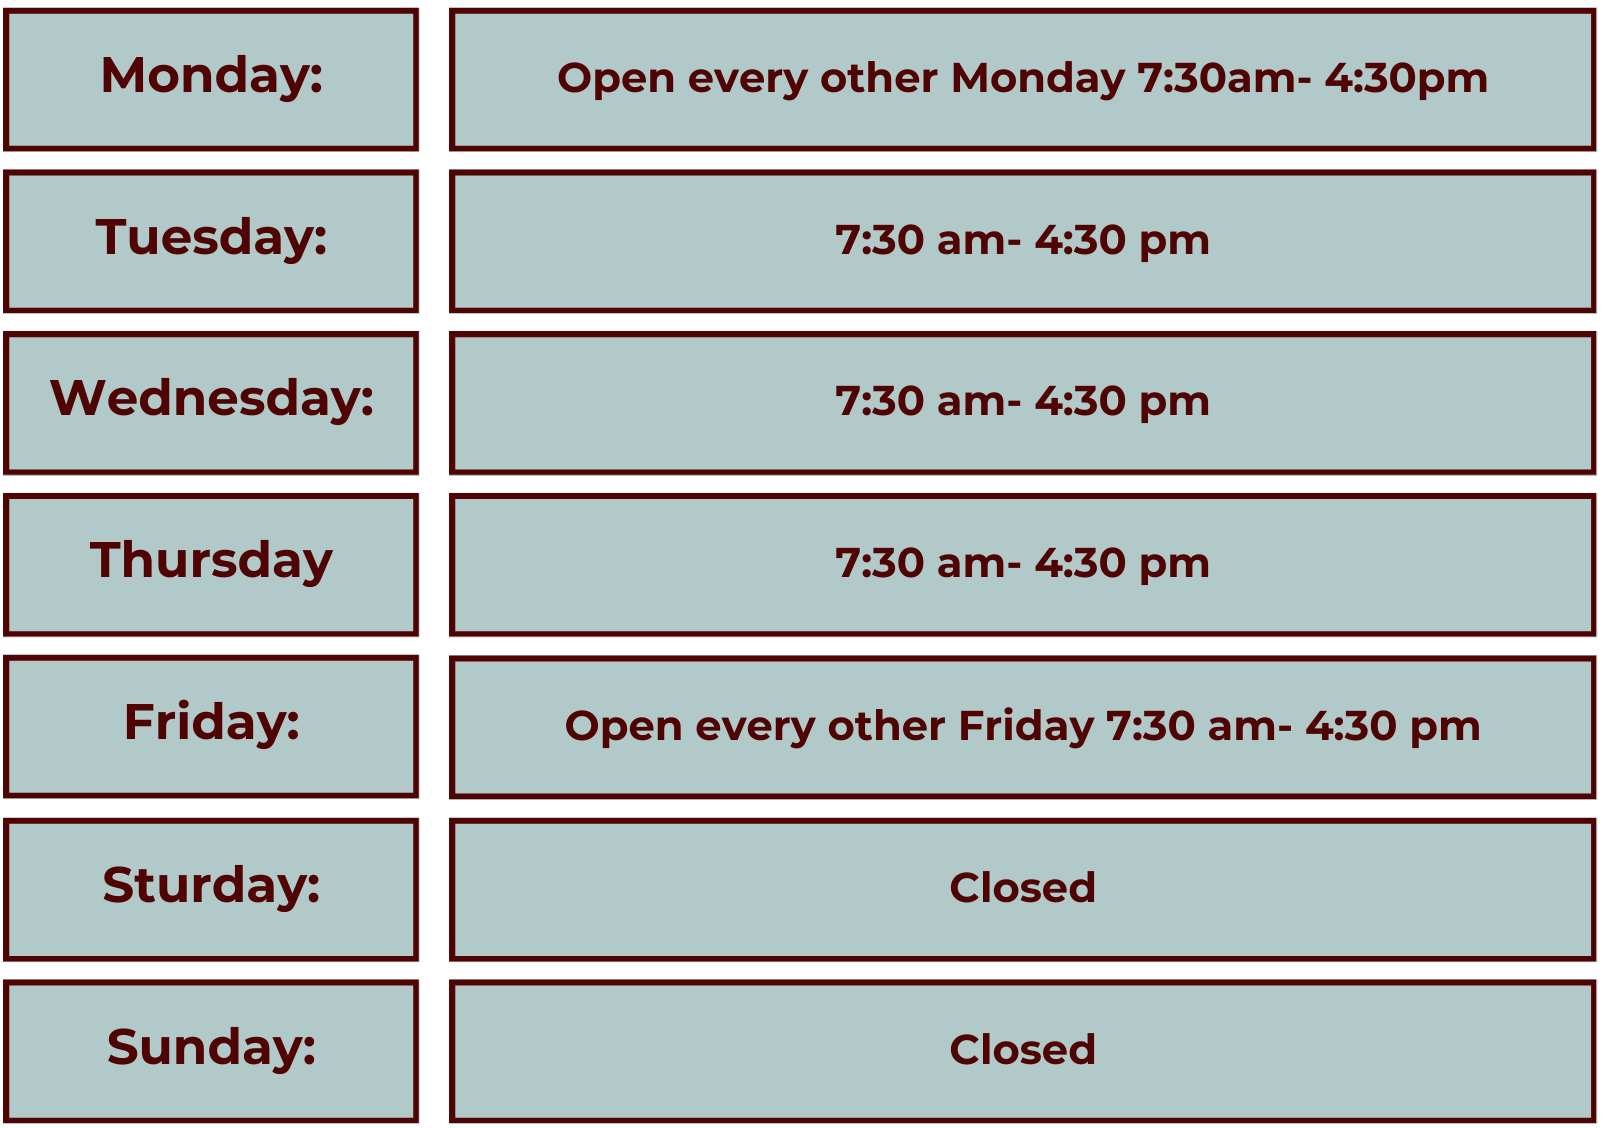 Monday:
Open every other Monday 7:30am- 4:30pm
Tuesday:
7:30 am- 4:30 pm
Wednesday:
7:30 am- 4:30 pm
Thursday
7:30 am- 4:30 pm
Friday:
Open every other Friday 7:30 am- 4:30 pm
Sturday:
Closed
Sunday:
Closed